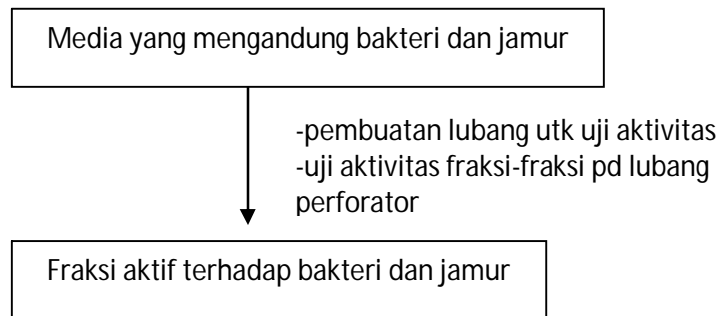 Media yang mengandung bakteri dan jamur
-pembuatan lubang utk uji aktivitas
-uji aktivitas fraksi-fraksi pd lubang
perforator
Fraksi aktif terhadap bakteri dan jamur